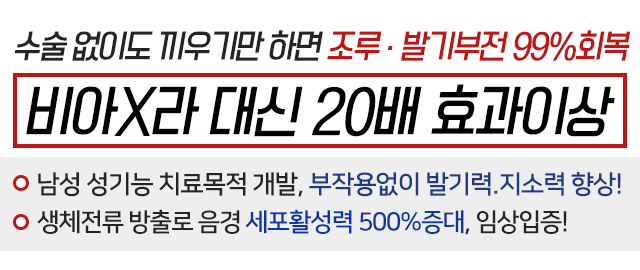 수술 없이도 끼우기만 하면 조루 · 발기부전 99%회복
비아X라 대신 20배 효과이상
남성 성기능 치료목적 개발, 부작용없이 발기력.지소력 향상!
생체전류 방출로 음경 세포활성력 500%증대, 임상입증!